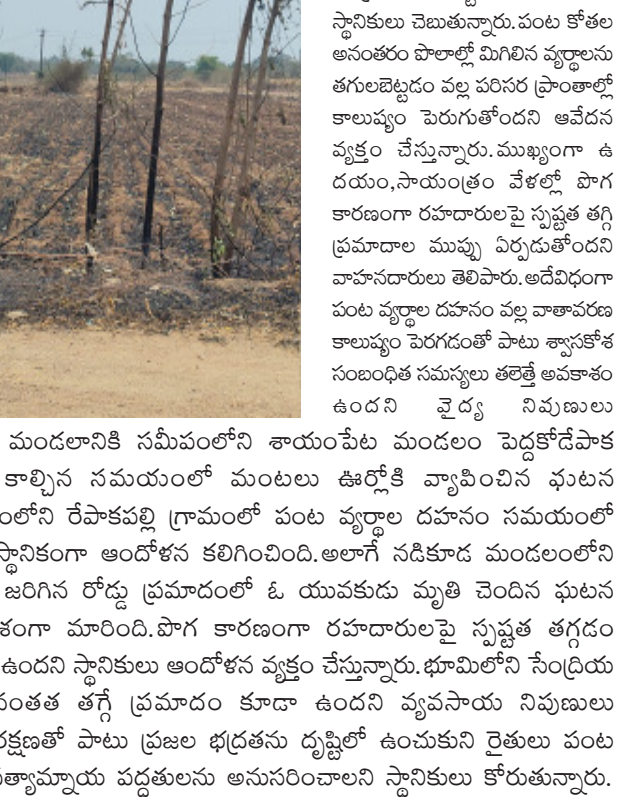 స్థానికులు చెబుతున్నారు.పంట కోతల
అనంతరం పొలాల్లో మిగిలిన వ్యర్థాలను
తగులబెట్టడం వల్ల పరిసర ప్రాంతాల్లో
కాలుష్యం పెరుగుతోందని ఆవేదన
వ్యక్తం చేస్తున్నారు.ముఖ్యంగా ఉ
దయం,సాయంత్రం వేళల్లో పొగ
కారణంగా రహదారులపై స్పష్టత తగ్గి
ప్రమాదాల ముప్పు ఏర్పడుతోందని
వాహనదారులు తెలిపారు.అదేవిధంగా
పంట వ్యర్థాల దహనం వల్ల వాతావరణ
కాలుష్యం పెరగడంతో పాటు శ్వాసకోశ
సంబంధిత సమస్యలు తలెత్తే అవకాశం
ఉందని వైద్య నిపుణులు
మండలానికి సమీపంలోని శాయంపేట మండలం పెద్దకోడేపాక
కాల్చిన సమయంలో మంటలు ఊర్లోకి వ్యాపించిన ఘటన
లోని రేపాకపల్లి గ్రామంలో పంట వ్యర్థాల దహనం సమయంలో
స్థానికంగా ఆందోళన కలిగించింది.అలాగే నడికూడ మండలంలోని
జరిగిన రోడ్డు ప్రమాదంలో ఓ యువకుడు మృతి చెందిన ఘటన
శంగా మారింది.పొగ కారణంగా రహదారులపై స్పష్టత తగ్గడం
ఉందని స్థానికులు ఆందోళన వ్యక్తం చేస్తున్నారు.భూమిలోని సేంద్రియ
తగ్గే ప్రమాదం కూడా ఉందని వ్యవసాయ నిపుణులు
రక్షణతో పాటు ప్రజల భద్రతను దృష్టిలో ఉంచుకుని రైతులు పంట
పద్ధతులను అనుసరించాలని స్థానికులు కోరుతున్నారు.